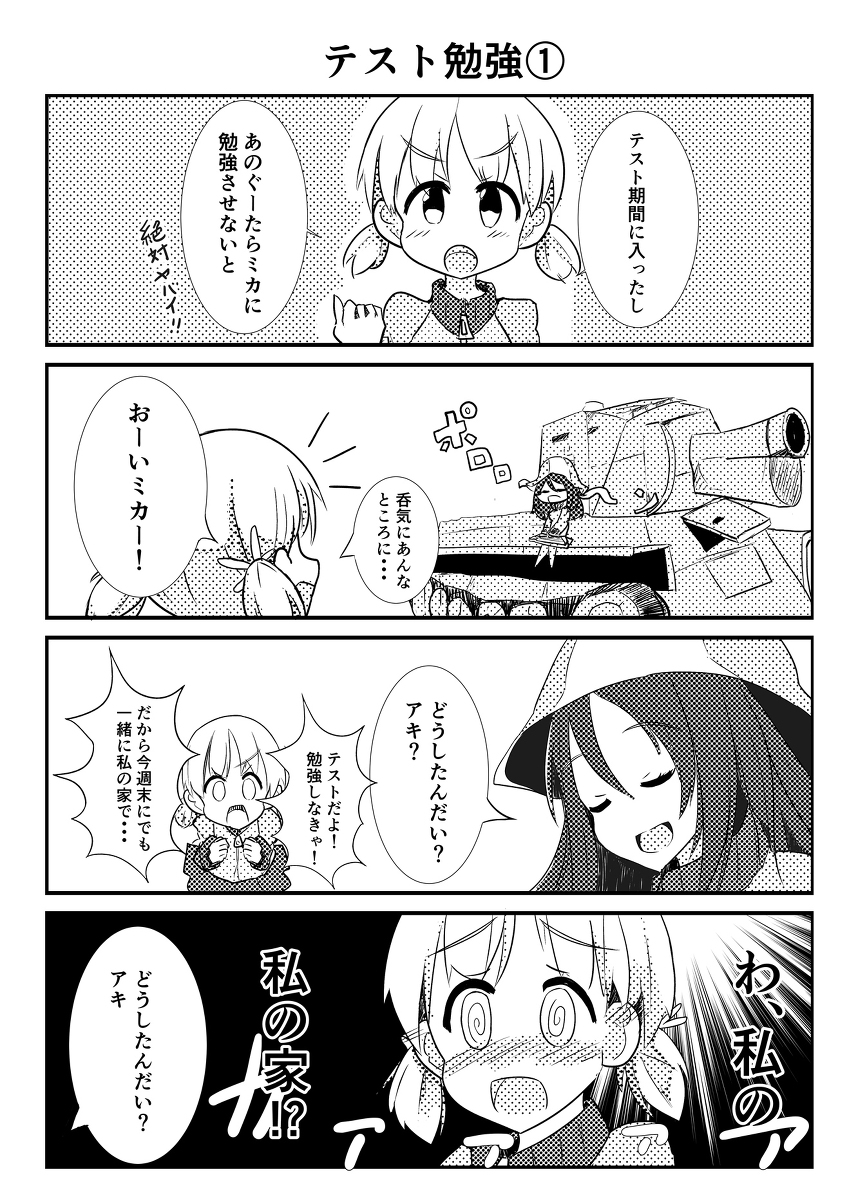 テスト勉強①
テスト期間に入ったし
あのぐーたらミカに
勉強させないと
絶対ヤバイ!!
ポロロロ
呑気にあんな
ところに・・・
おーいミカー！
どうしたんだい？
アキ？
テストだよ！
勉強しなきゃ！
だから今週末にでも
一緒に私の家で・・・
わ、私の
私の家!?
どうしたんだい？
アキ